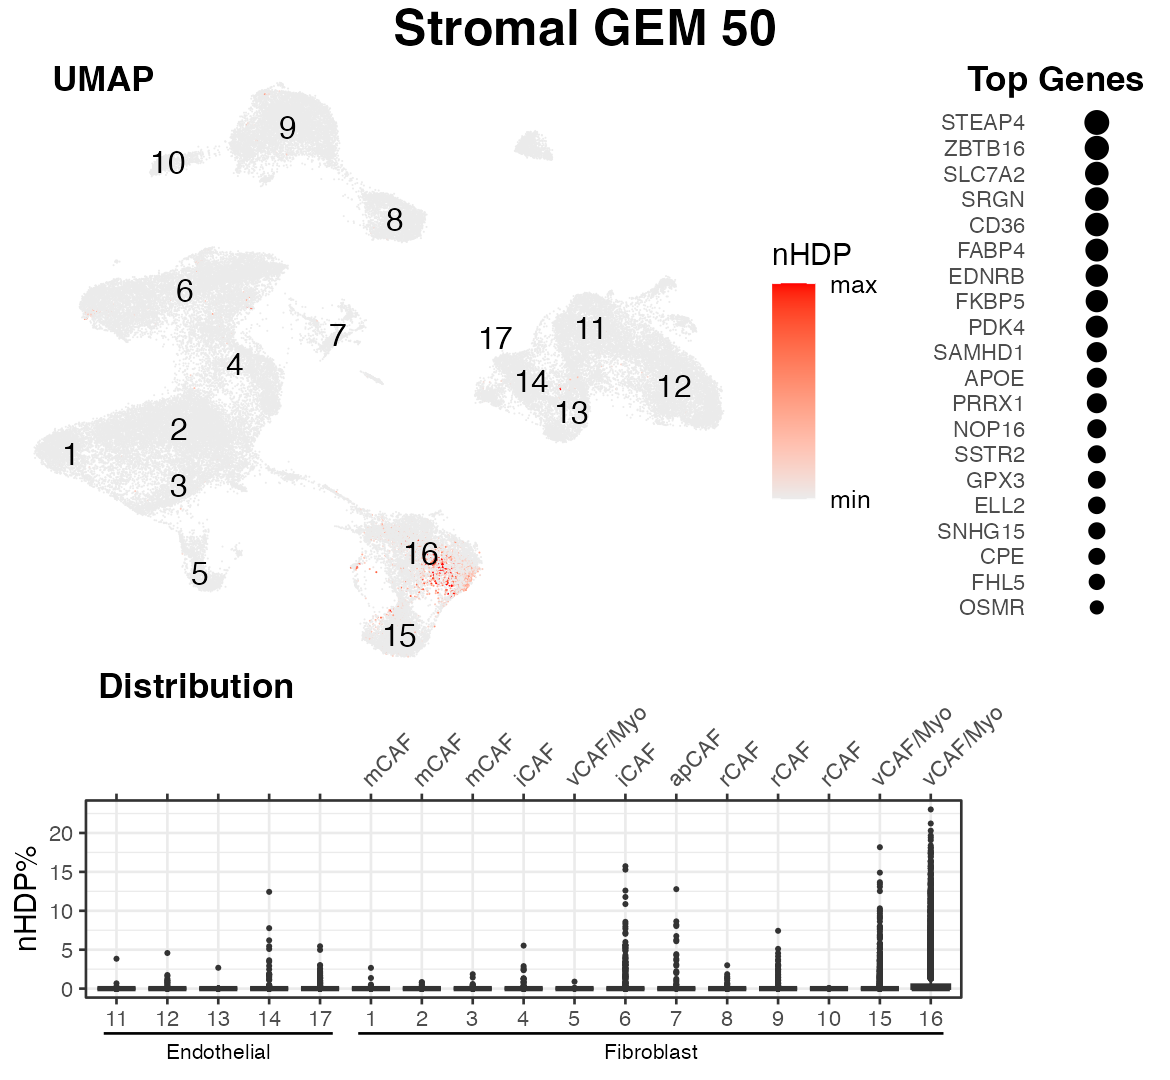 Stromal GEM 50
UMAP
9
10
8
6
7
4
2
1
3
5
16
15
17
11
14
12
13
nHDP
max
min
Top Genes
STEAP4
ZBTB16
SLC7A2
SRGN
CD36
FABP4
EDNRB
FKBP5
PDK4
SAMHD1
APOE
PRRX1
NOP16
SSTR2
GPX3
ELL2
SNHG15
CPE
FHL5
OSMR
Distribution
mCAF
mCAF
mCAF
iCAF
vCAF/Myo
iCAF
apCAF
rCAF
rCAF
rCAF
vCAF/Myo
vCAF/Myo
nHDP%
20
15
10
5
0
11 12 13 14 17 1 2 3 4 5 6 7 8 9 10 15 16
Endothelial Fibroblast